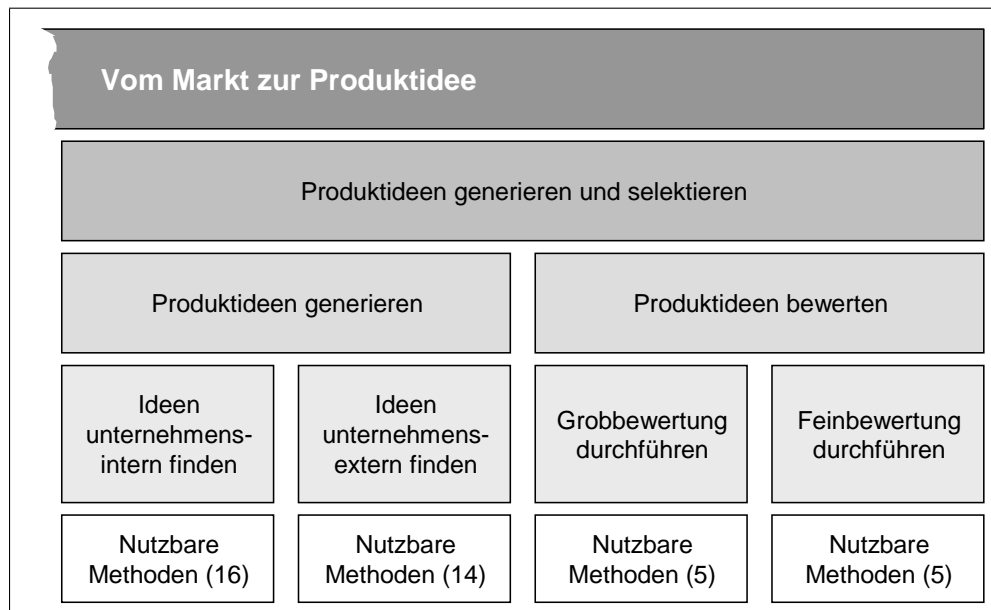 Vom Markt zur Produktidee
Produktideen generieren und selektieren
Produktideen generieren
Produktideen bewerten
Ideen
unternehmens-
intern finden
Ideen
unternehmens-
extern finden
Grobbewertung
durchführen
Feinbewertung
durchführen
Nutzbare
Methoden (16)
Nutzbare
Methoden (14)
Nutzbare
Methoden (5)
Nutzbare
Methoden (5)